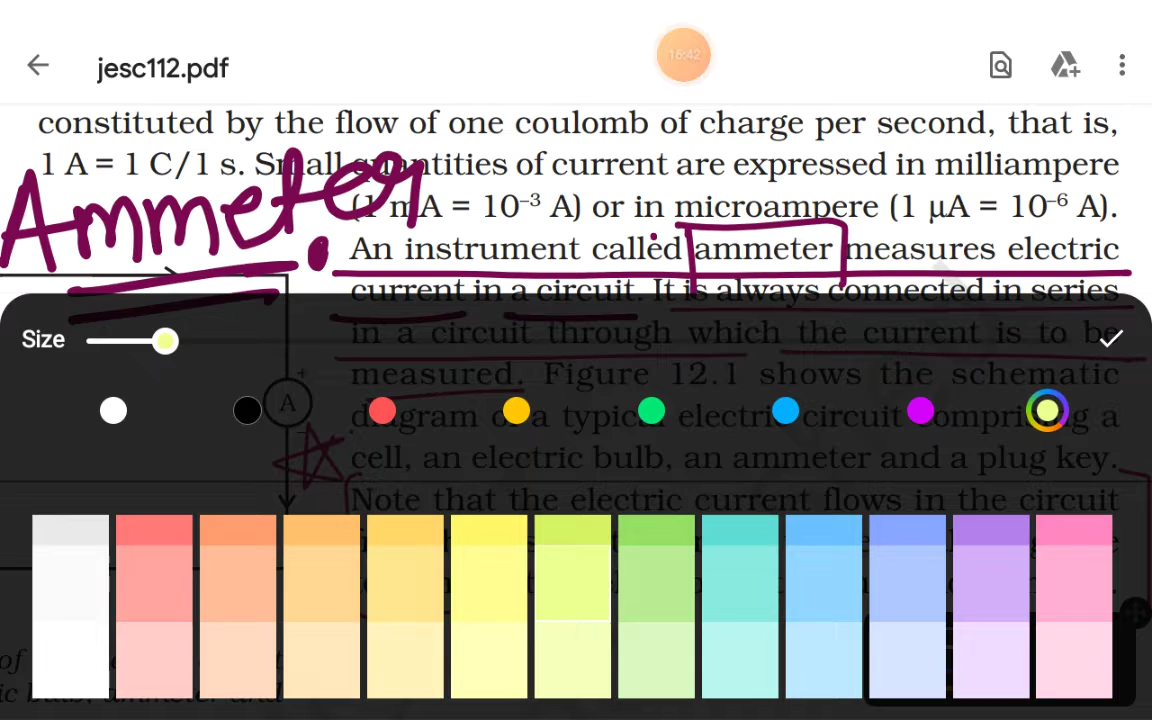 jesc112.pdf
16:42
constituted by the flow of one coulomb of charge per second, that is,
1 A = 1 C/1 s. Small quantities of current are expressed in milliampere
Ammeter
(1 mA = 10–3 A) or in microampere (1 μA = 10–6 A).
An instrument called ammeter measures electric
current in a circuit. It is always connected in series
Size
in a circuit through which the current is to be
measured. Figure 12.1 shows the schematic
+
A
diagram of a typical electric circuit comprising a
cell, an electric bulb, an ammeter and a plug key.
Note that the electric current flows in the circuit
of